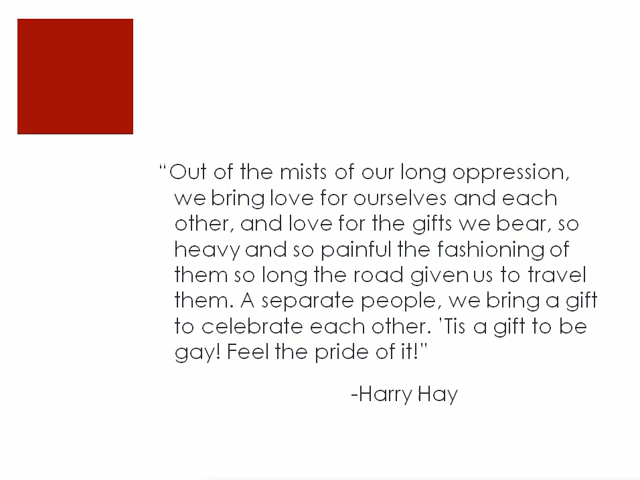 “Out of the mists of our long oppression,
we bring love for ourselves and each
other, and love for the gifts we bear, so
heavy and so painful the fashioning of
them so long the road given us to travel
them. A separate people, we bring a gift
to celebrate each other. ’Tis a gift to be
gay! Feel the pride of it!”
-Harry Hay